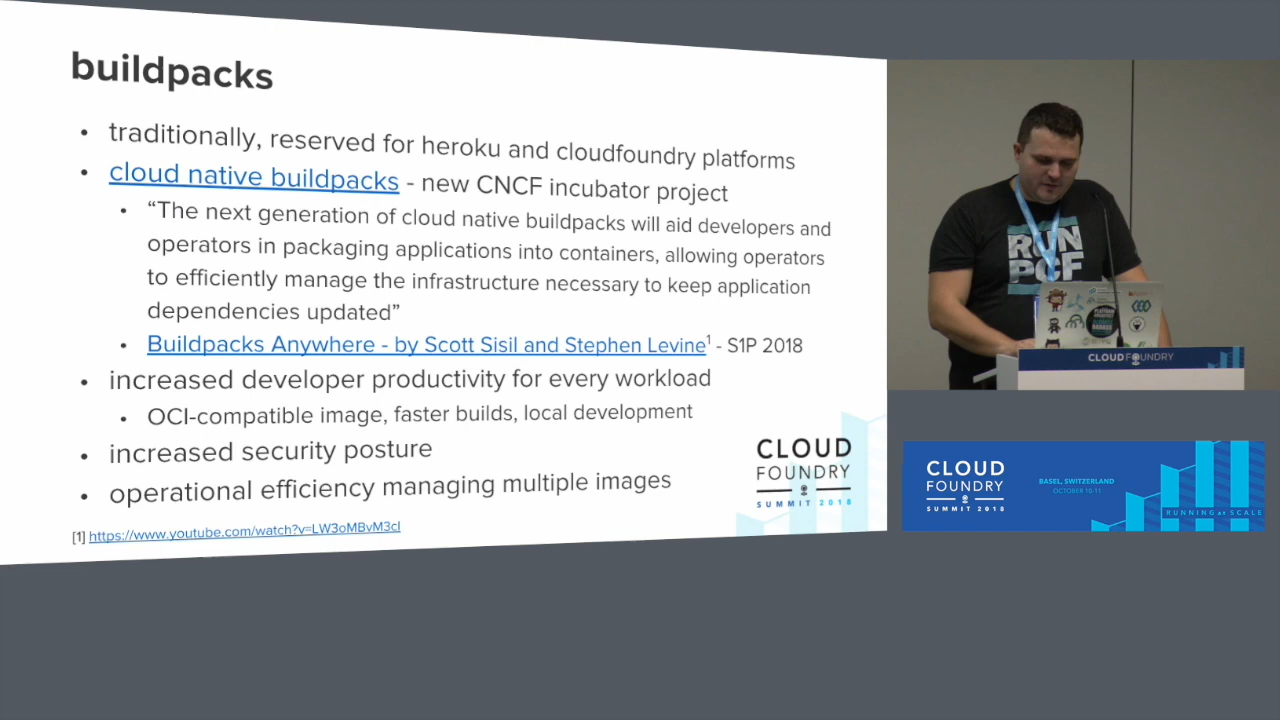 buildpacks
• traditionally, reserved for heroku and cloudfoundry platforms
• cloud native buildpacks - new CNCF incubator project
• “The next generation of cloud native buildpacks will aid developers and
operators in packaging applications into containers, allowing operators
to efficiently manage the infrastructure necessary to keep application
dependencies updated”
• Buildpacks Anywhere - by Scott Sisil and Stephen Levine1 - S1P 2018
• increased developer productivity for every workload
• OCI-compatible image, faster builds, local development
• increased security posture
• operational efficiency managing multiple images
[1] https://www.youtube.com/watch?v=LW3oMBvM3cI
CLOUD
FOUNDRY
SUMMIT 2018
RUN
PCF
CLOUD FOUNDRY
CLOUD
FOUNDRY
SUMMIT 2018
BASEL, SWITZERLAND
OCTOBER 10-11
RUNNING at SCALE